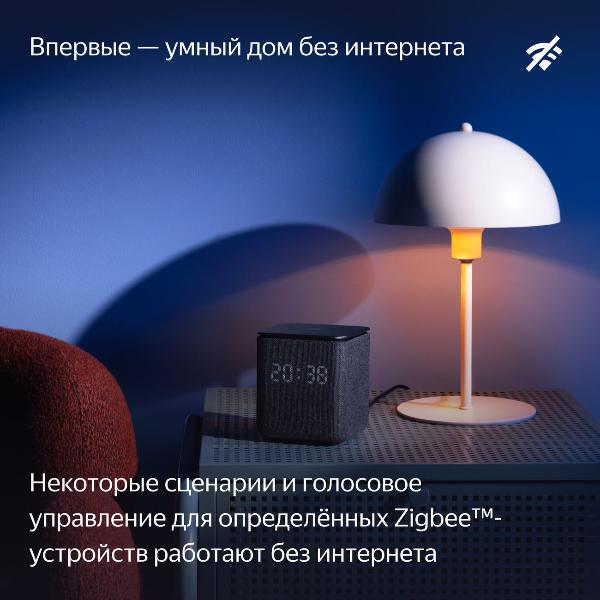 Впервые — умный дом без интернета
20:38
Некоторые сценарии и голосовое
управление для определённых Zigbee™-
устройств работают без интернета